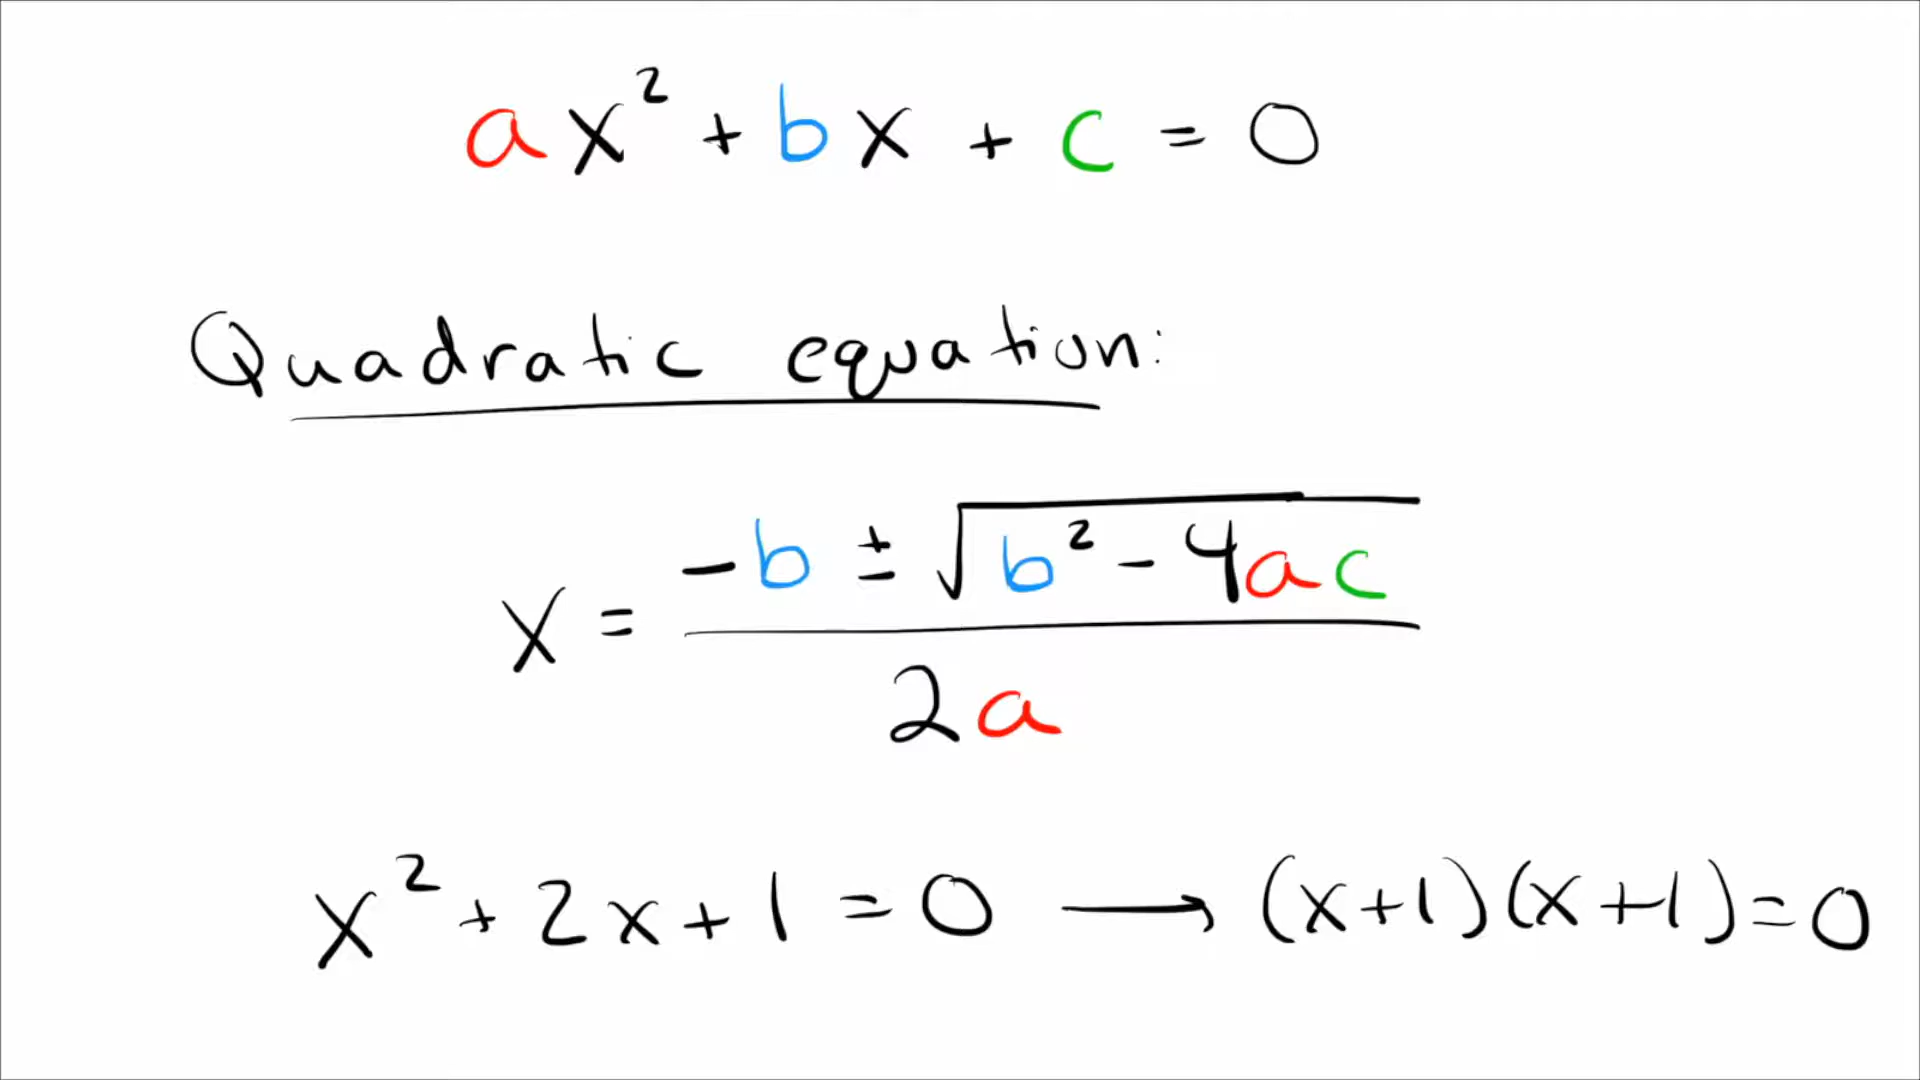 ax² + bx + c = 0
Quadratic equation:
x = (-b ± √(b² - 4ac)) / 2a
x² + 2x + 1 = 0 → (x+1)(x+1) = 0